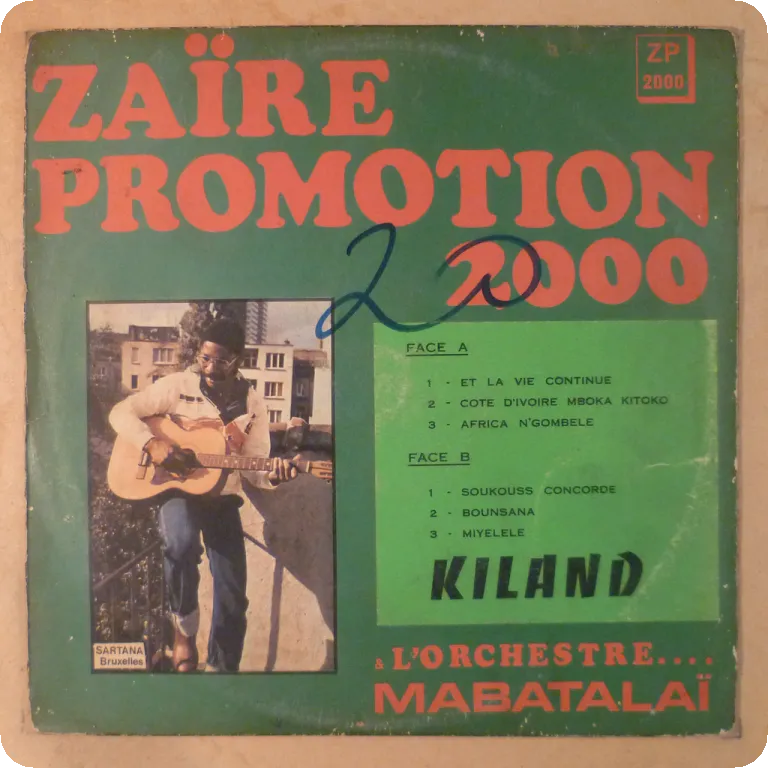 ZAÏRE
PROMOTION
2000
ZP
2000
20
FACE A
1 - ET LA VIE CONTINUE
2 - COTE D'IVOIRE MBOKA KITOKO
3 - AFRICA N'GOMBELE
FACE B
1 - SOUKOUSS CONCORDE
2 - BOUNSANA
3 - MIYELELE
KILAND
& L'ORCHESTRE....
MABATALAÏ
SARTANA
Bruxelles